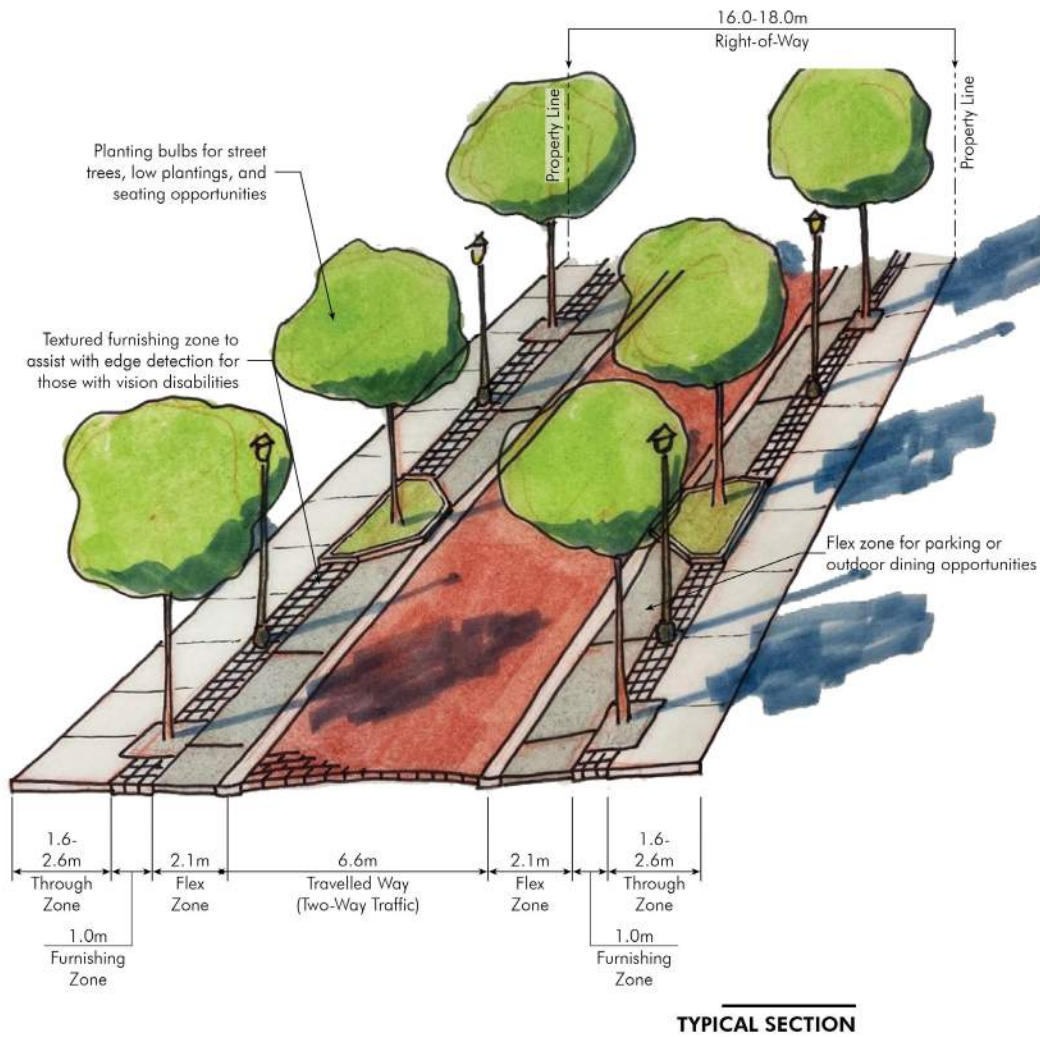 16.0-18.0m
Right-of-Way
Property Line
Property Line
Planting bulbs for street
trees, low plantings, and
seating opportunities
Textured furnishing zone to
assist with edge detection for
those with vision disabilities
Flex zone for parking or
outdoor dining opportunities
1.6-
2.6m
Through
Zone
1.0m
Furnishing
Zone
2.1m
Flex
Zone
6.6m
Travelled Way
(Two-Way Traffic)
2.1m
Flex
Zone
1.0m
Furnishing
Zone
1.6-
2.6m
Through
Zone
TYPICAL SECTION